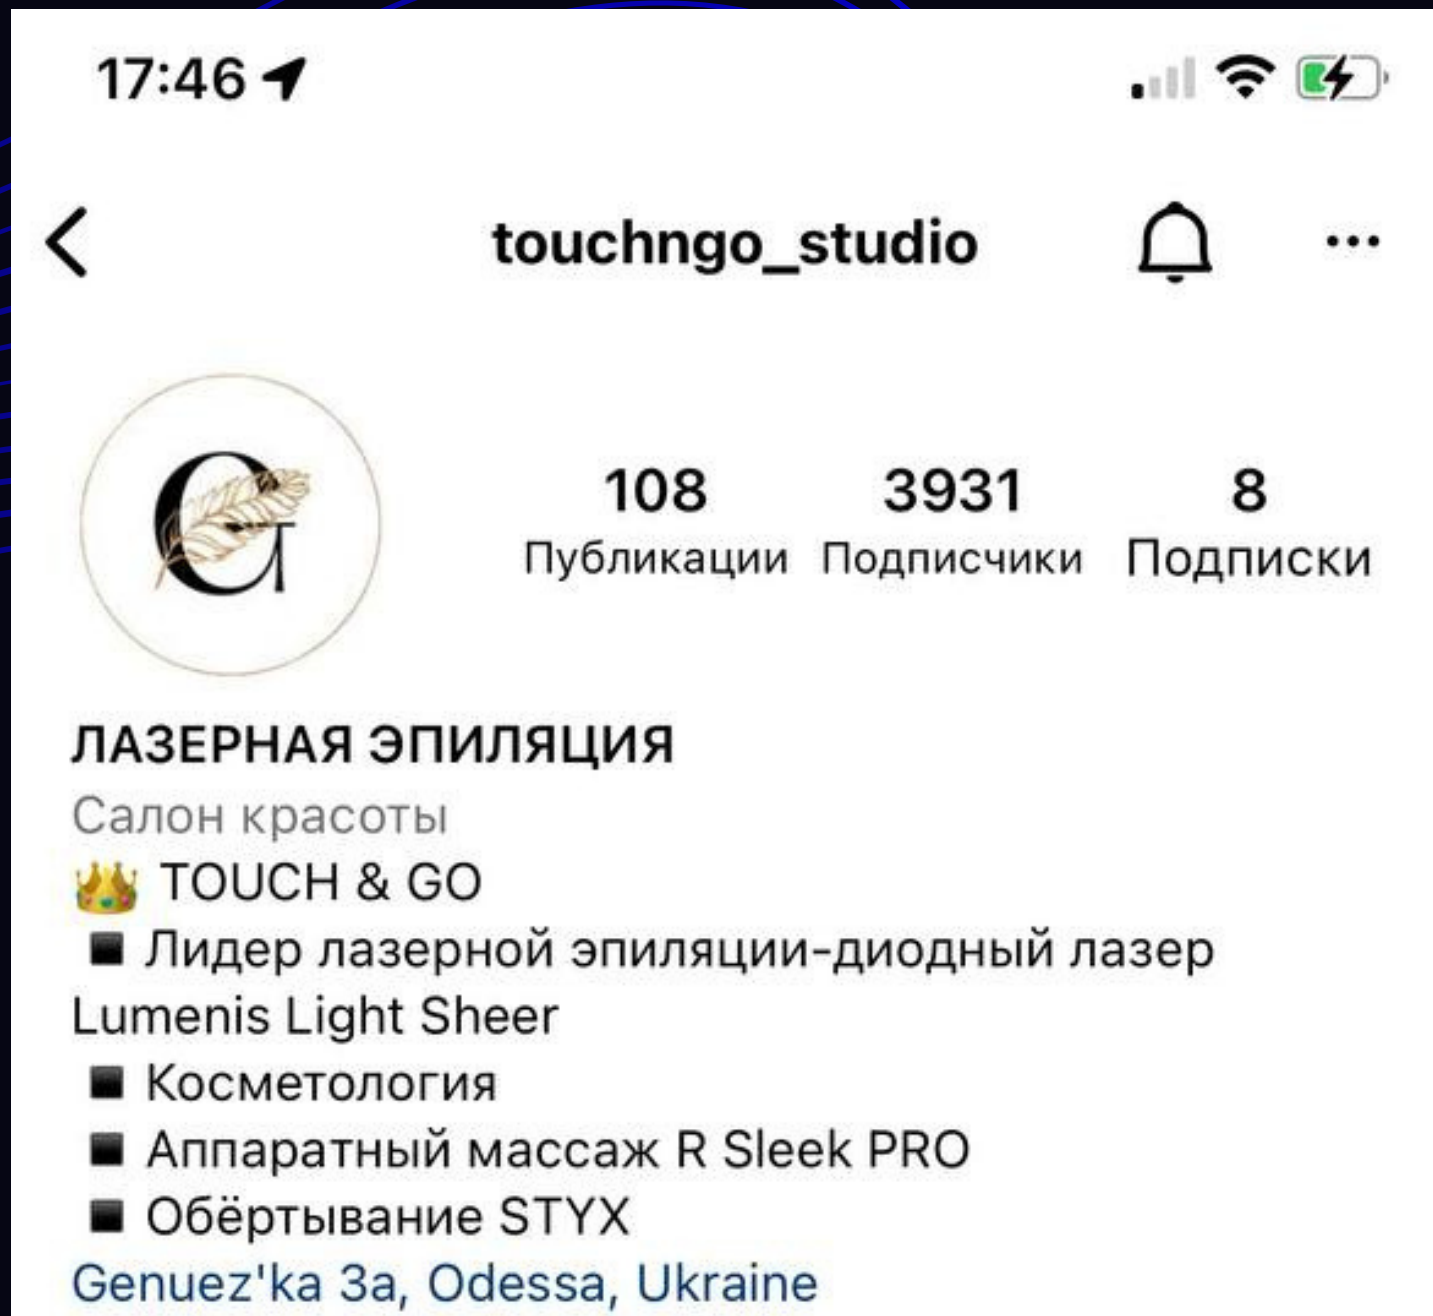 17:46
touchngo_studio
108 3931 8
Публикации Подписчики Подписки
ЛАЗЕРНАЯ ЭПИЛЯЦИЯ
Салон красоты
👑 TOUCH & GO
▪️ Лидер лазерной эпиляции-диодный лазер
Lumenis Light Sheer
▪️ Косметология
▪️ Аппаратный массаж R Sleek PRO
▪️ Обёртывание STYX
Genuez'ka 3a, Odessa, Ukraine